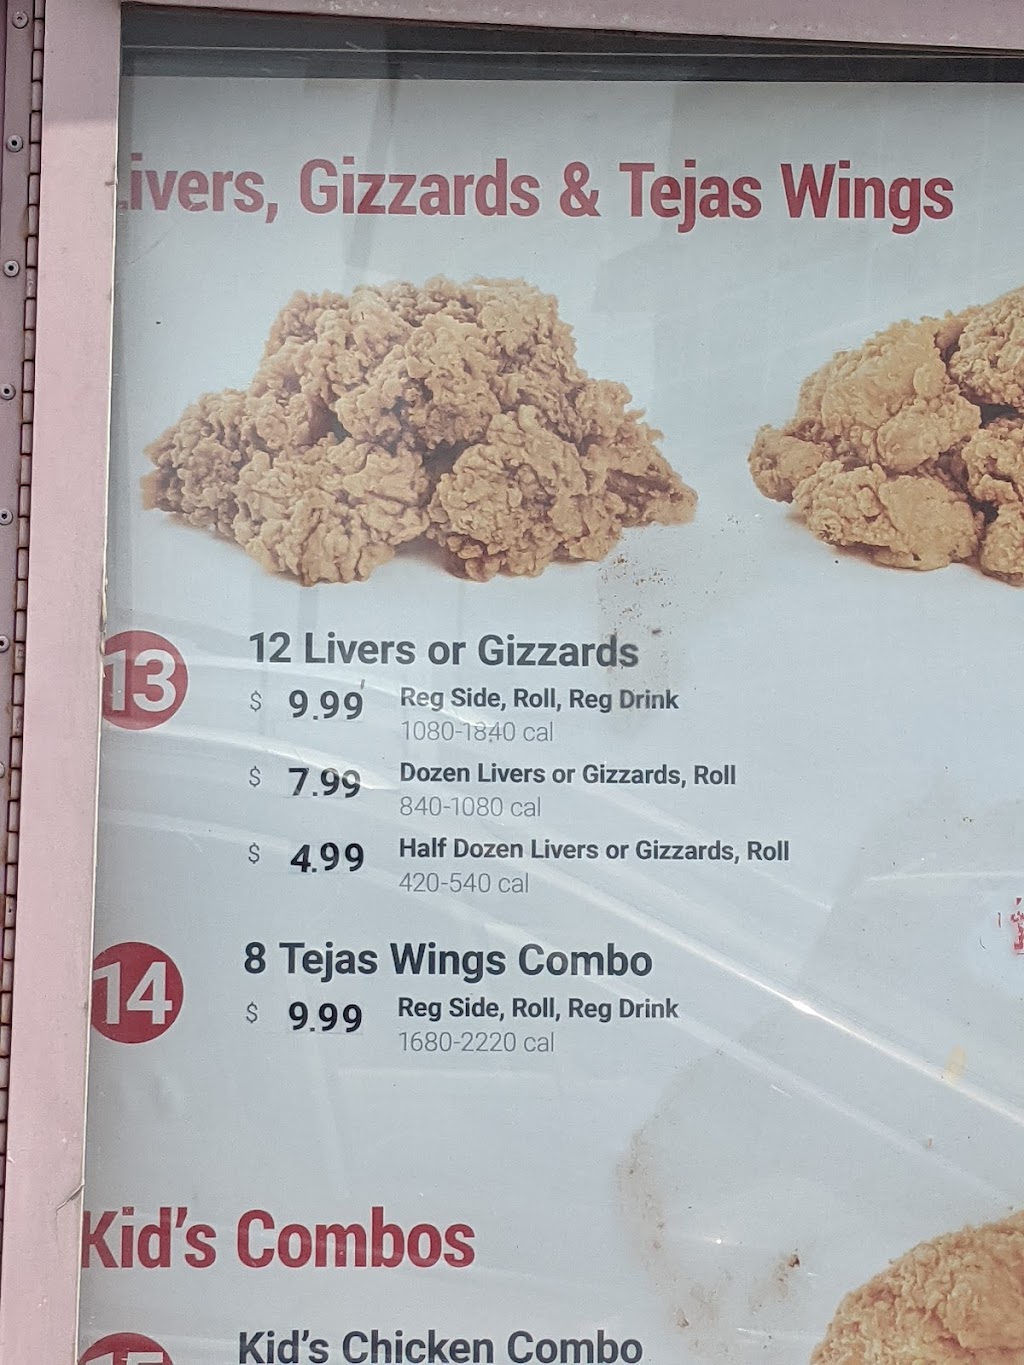 Livers, Gizzards & Tejas Wings
13
12 Livers or Gizzards
$ 9.99 Reg Side, Roll, Reg Drink
1080-1840 cal
$ 7.99 Dozen Livers or Gizzards, Roll
840-1080 cal
$ 4.99 Half Dozen Livers or Gizzards, Roll
420-540 cal
14
8 Tejas Wings Combo
$ 9.99 Reg Side, Roll, Reg Drink
1680-2220 cal
Kid's Combos
15
Kid's Chicken Combo